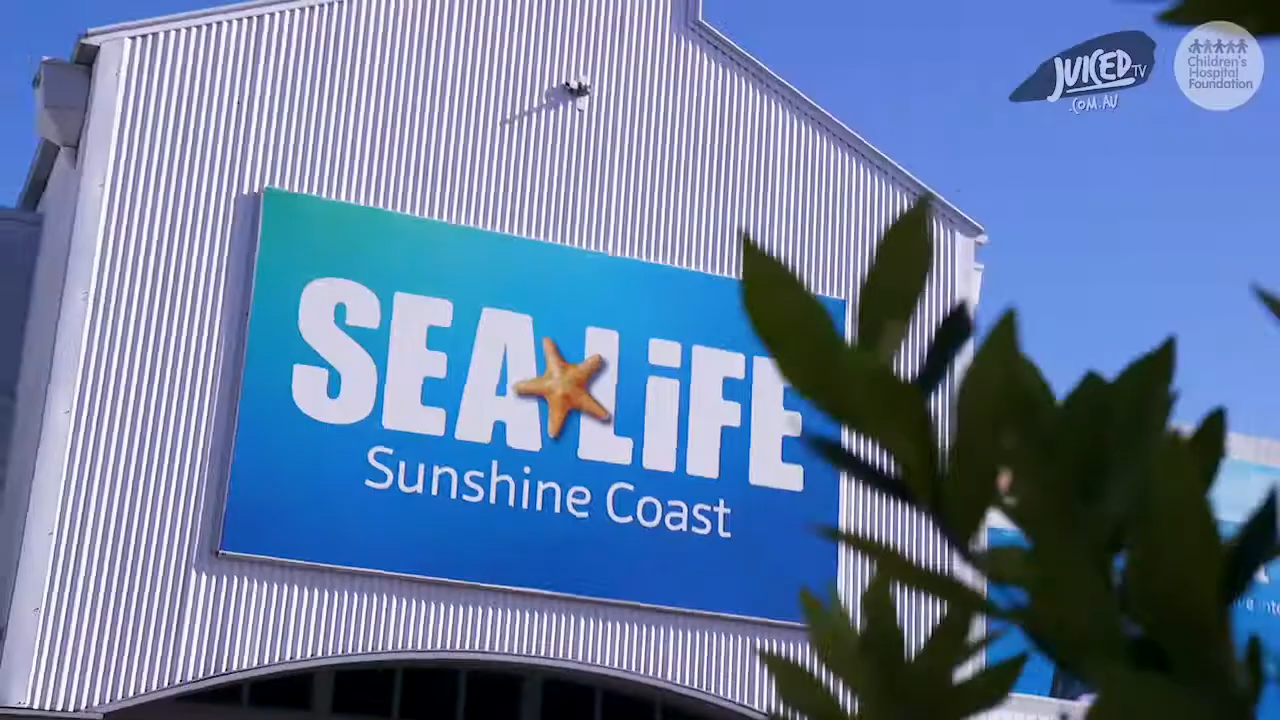 JUICED TV
.COM.AU
Children's
Hospital
Foundation
SEA LiFE
Sunshine Coast